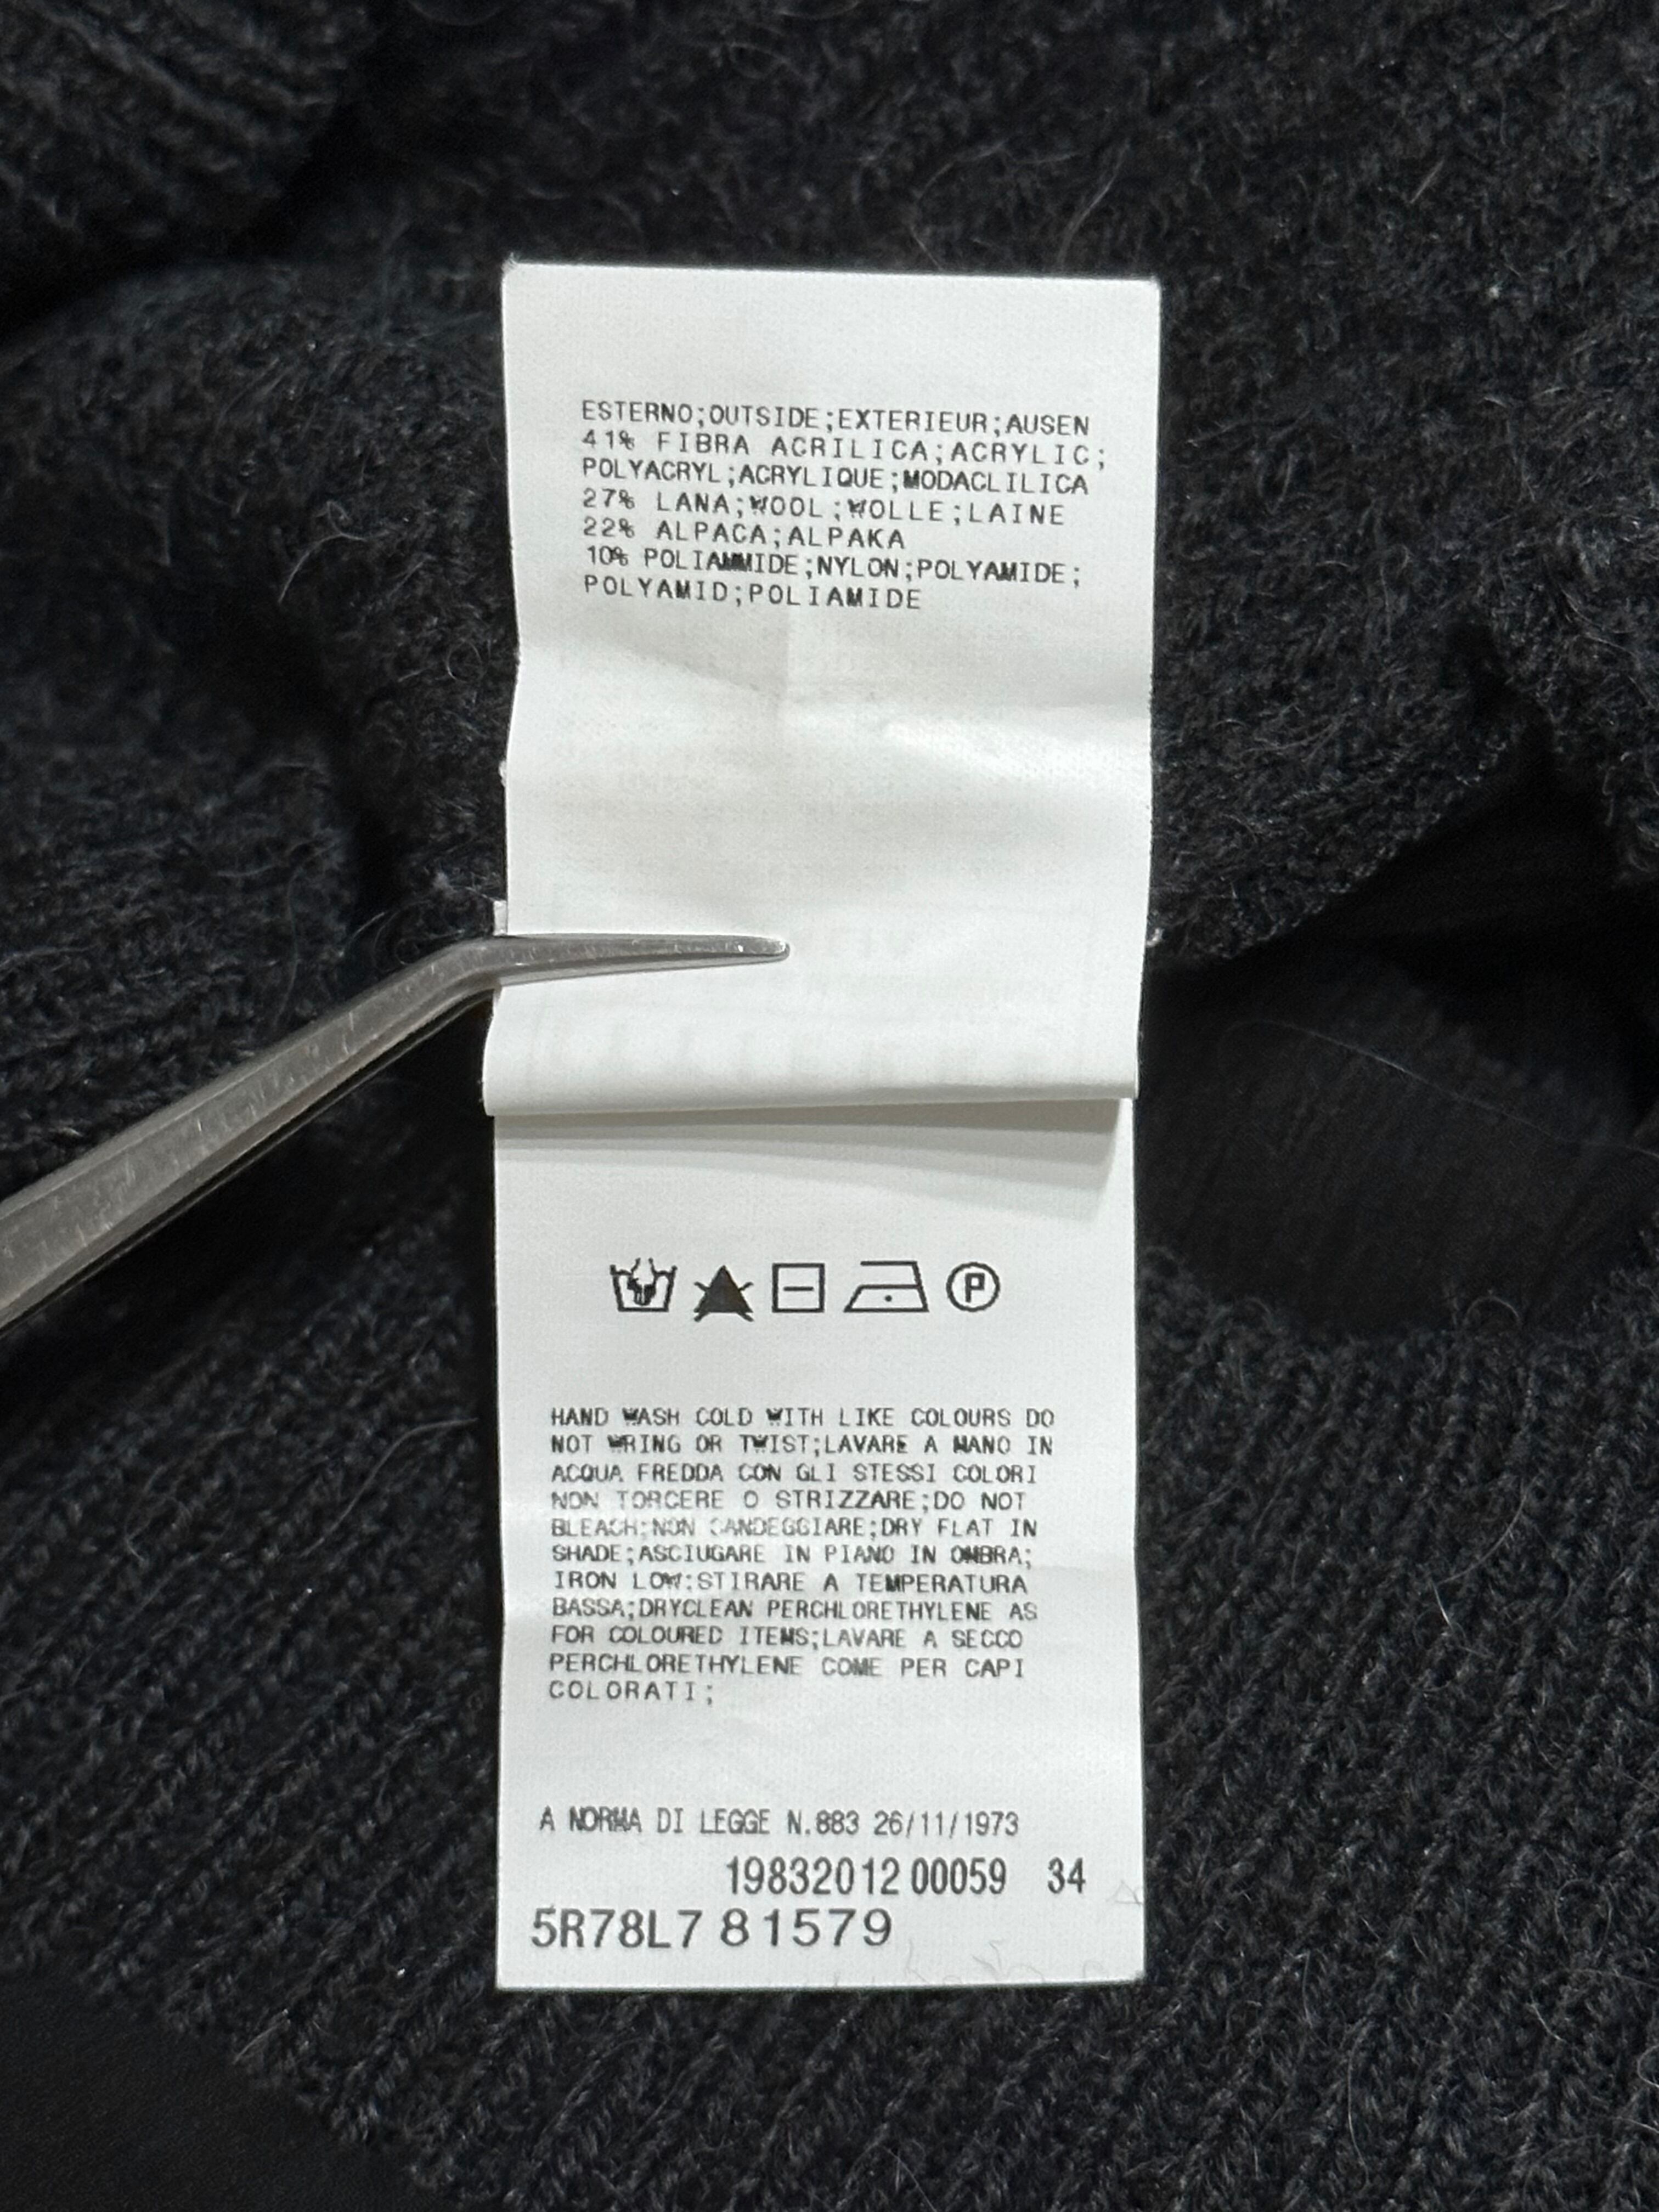 ESTERNO;OUTSIDE;EXTERIEUR;AUSEN
41% FIBRA ACRILICA;ACRYLIC;
POLYACRYL;ACRYLIQUE;MODACLILICA
27% LANA;WOOL;WOLLE;LAINE
22% ALPACA;ALPAKA
10% POLIAMMIDE;NYLON;POLYAMIDE;
POLYAMID;POLIAMIDE
P
HAND WASH COLD WITH LIKE COLOURS DO
NOT WRING OR TWIST;LAVARE A MANO IN
ACQUA FREDDA CON GLI STESSI COLORI
NON TORCERE O STRIZZARE;DO NOT
BLEACH;NON CANDEGGIARE;DRY FLAT IN
SHADE;ASCIUGARE IN PIANO IN OMBRA;
IRON LOW;STIRARE A TEMPERATURA
BASSA;DRYCLEAN PERCHLORETHYLENE AS
FOR COLOURED ITEMS;LAVARE A SECCO
PERCHLORETHYLENE COME PER CAPI
COLORATI;
A NORMA DI LEGGE N.883 26/11/1973
19832012 00059 34
5R78L7 81579